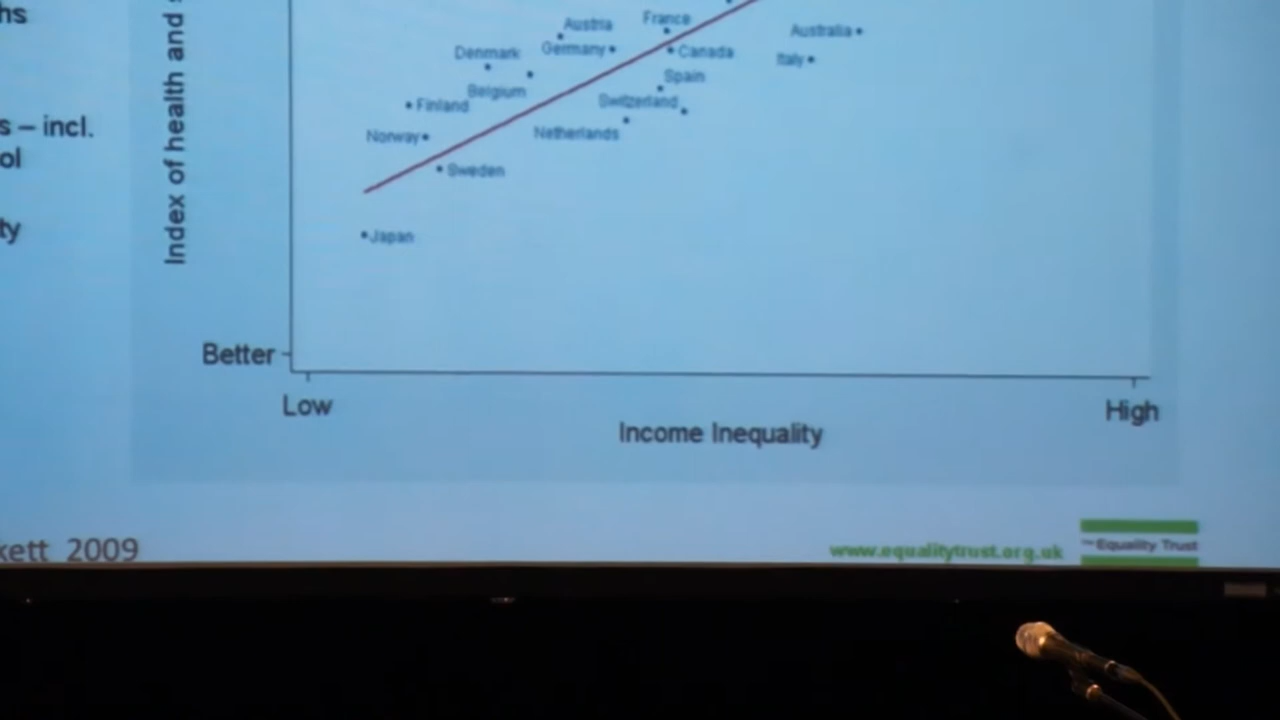 hs
s – incl.
ol
ty
Index of health and
Austria
France
Australia
Denmark
Germany
Canada
Italy
Belgium
Spain
Finland
Switzerland
Norway
Netherlands
Sweden
Japan
Better
Low
High
Income Inequality
kett 2009
www.equalitytrust.org.uk
The Equality Trust